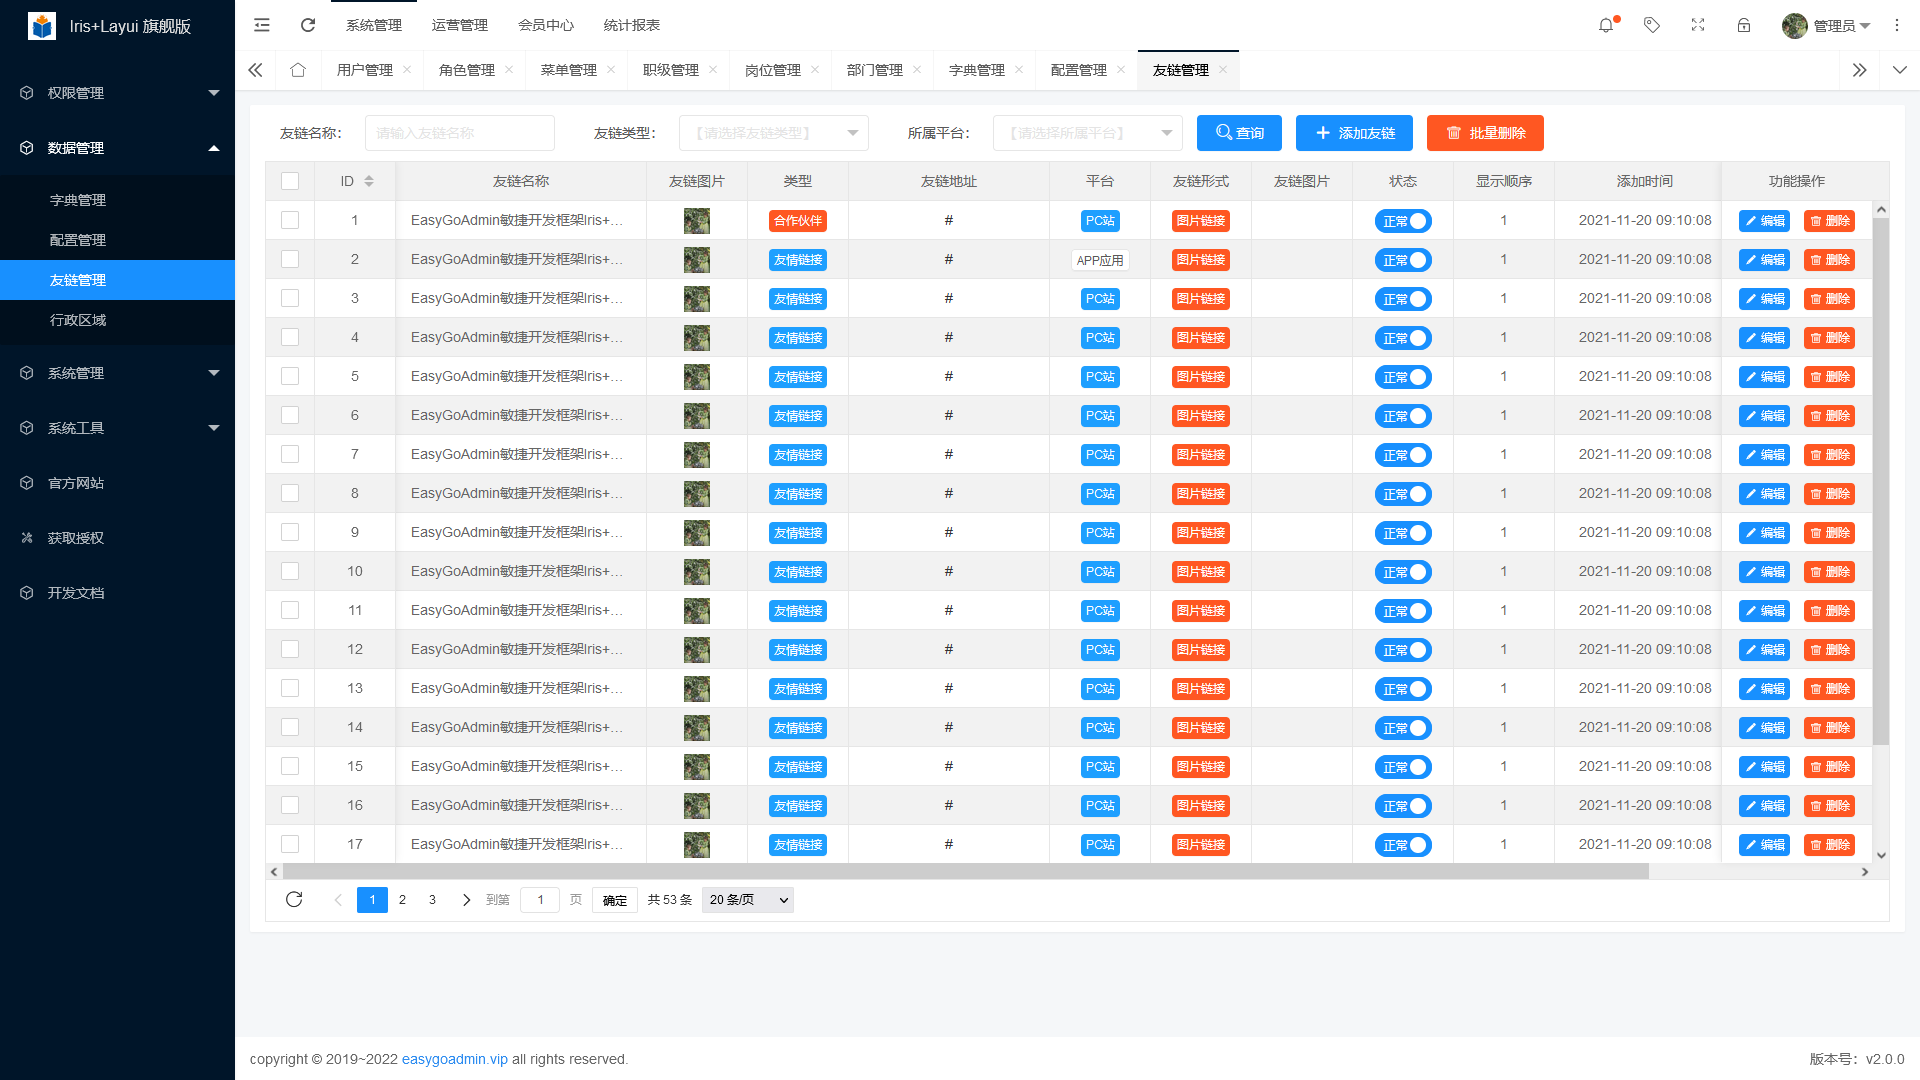 Iris+Layui 旗舰版
系统管理 运营管理 会员中心 统计报表 管理员
用户管理 角色管理 菜单管理 职级管理 岗位管理 部门管理 字典管理 配置管理 友链管理
权限管理
数据管理
字典管理
配置管理
友链管理
行政区域
系统管理
系统工具
官方网站
获取授权
开发文档
友链名称： 请输入友链名称 友链类型： 【请选择友链类型】 所属平台： 【请选择所属平台】 查询 添加友链 批量删除
ID 友链名称 友链图片 类型 友链地址 平台 友链形式 友链图片 状态 显示顺序 添加时间 功能操作
1 EasyGoAdmin敏捷开发框架Iris+... 合作伙伴 # PC站 图片链接 正常 1 2021-11-20 09:10:08 编辑 删除
2 EasyGoAdmin敏捷开发框架Iris+... 友情链接 # APP应用 图片链接 正常 1 2021-11-20 09:10:08 编辑 删除
3 EasyGoAdmin敏捷开发框架Iris+... 友情链接 # PC站 图片链接 正常 1 2021-11-20 09:10:08 编辑 删除
4 EasyGoAdmin敏捷开发框架Iris+... 友情链接 # PC站 图片链接 正常 1 2021-11-20 09:10:08 编辑 删除
5 EasyGoAdmin敏捷开发框架Iris+... 友情链接 # PC站 图片链接 正常 1 2021-11-20 09:10:08 编辑 删除
6 EasyGoAdmin敏捷开发框架Iris+... 友情链接 # PC站 图片链接 正常 1 2021-11-20 09:10:08 编辑 删除
7 EasyGoAdmin敏捷开发框架Iris+... 友情链接 # PC站 图片链接 正常 1 2021-11-20 09:10:08 编辑 删除
8 EasyGoAdmin敏捷开发框架Iris+... 友情链接 # PC站 图片链接 正常 1 2021-11-20 09:10:08 编辑 删除
9 EasyGoAdmin敏捷开发框架Iris+... 友情链接 # PC站 图片链接 正常 1 2021-11-20 09:10:08 编辑 删除
10 EasyGoAdmin敏捷开发框架Iris+... 友情链接 # PC站 图片链接 正常 1 2021-11-20 09:10:08 编辑 删除
11 EasyGoAdmin敏捷开发框架Iris+... 友情链接 # PC站 图片链接 正常 1 2021-11-20 09:10:08 编辑 删除
12 EasyGoAdmin敏捷开发框架Iris+... 友情链接 # PC站 图片链接 正常 1 2021-11-20 09:10:08 编辑 删除
13 EasyGoAdmin敏捷开发框架Iris+... 友情链接 # PC站 图片链接 正常 1 2021-11-20 09:10:08 编辑 删除
14 EasyGoAdmin敏捷开发框架Iris+... 友情链接 # PC站 图片链接 正常 1 2021-11-20 09:10:08 编辑 删除
15 EasyGoAdmin敏捷开发框架Iris+... 友情链接 # PC站 图片链接 正常 1 2021-11-20 09:10:08 编辑 删除
16 EasyGoAdmin敏捷开发框架Iris+... 友情链接 # PC站 图片链接 正常 1 2021-11-20 09:10:08 编辑 删除
17 EasyGoAdmin敏捷开发框架Iris+... 友情链接 # PC站 图片链接 正常 1 2021-11-20 09:10:08 编辑 删除
1 2 3 到第 1 页 确定 共 53 条 20 条/页
copyright © 2019~2022 easygoadmin.vip all rights reserved. 版本号：v2.0.0